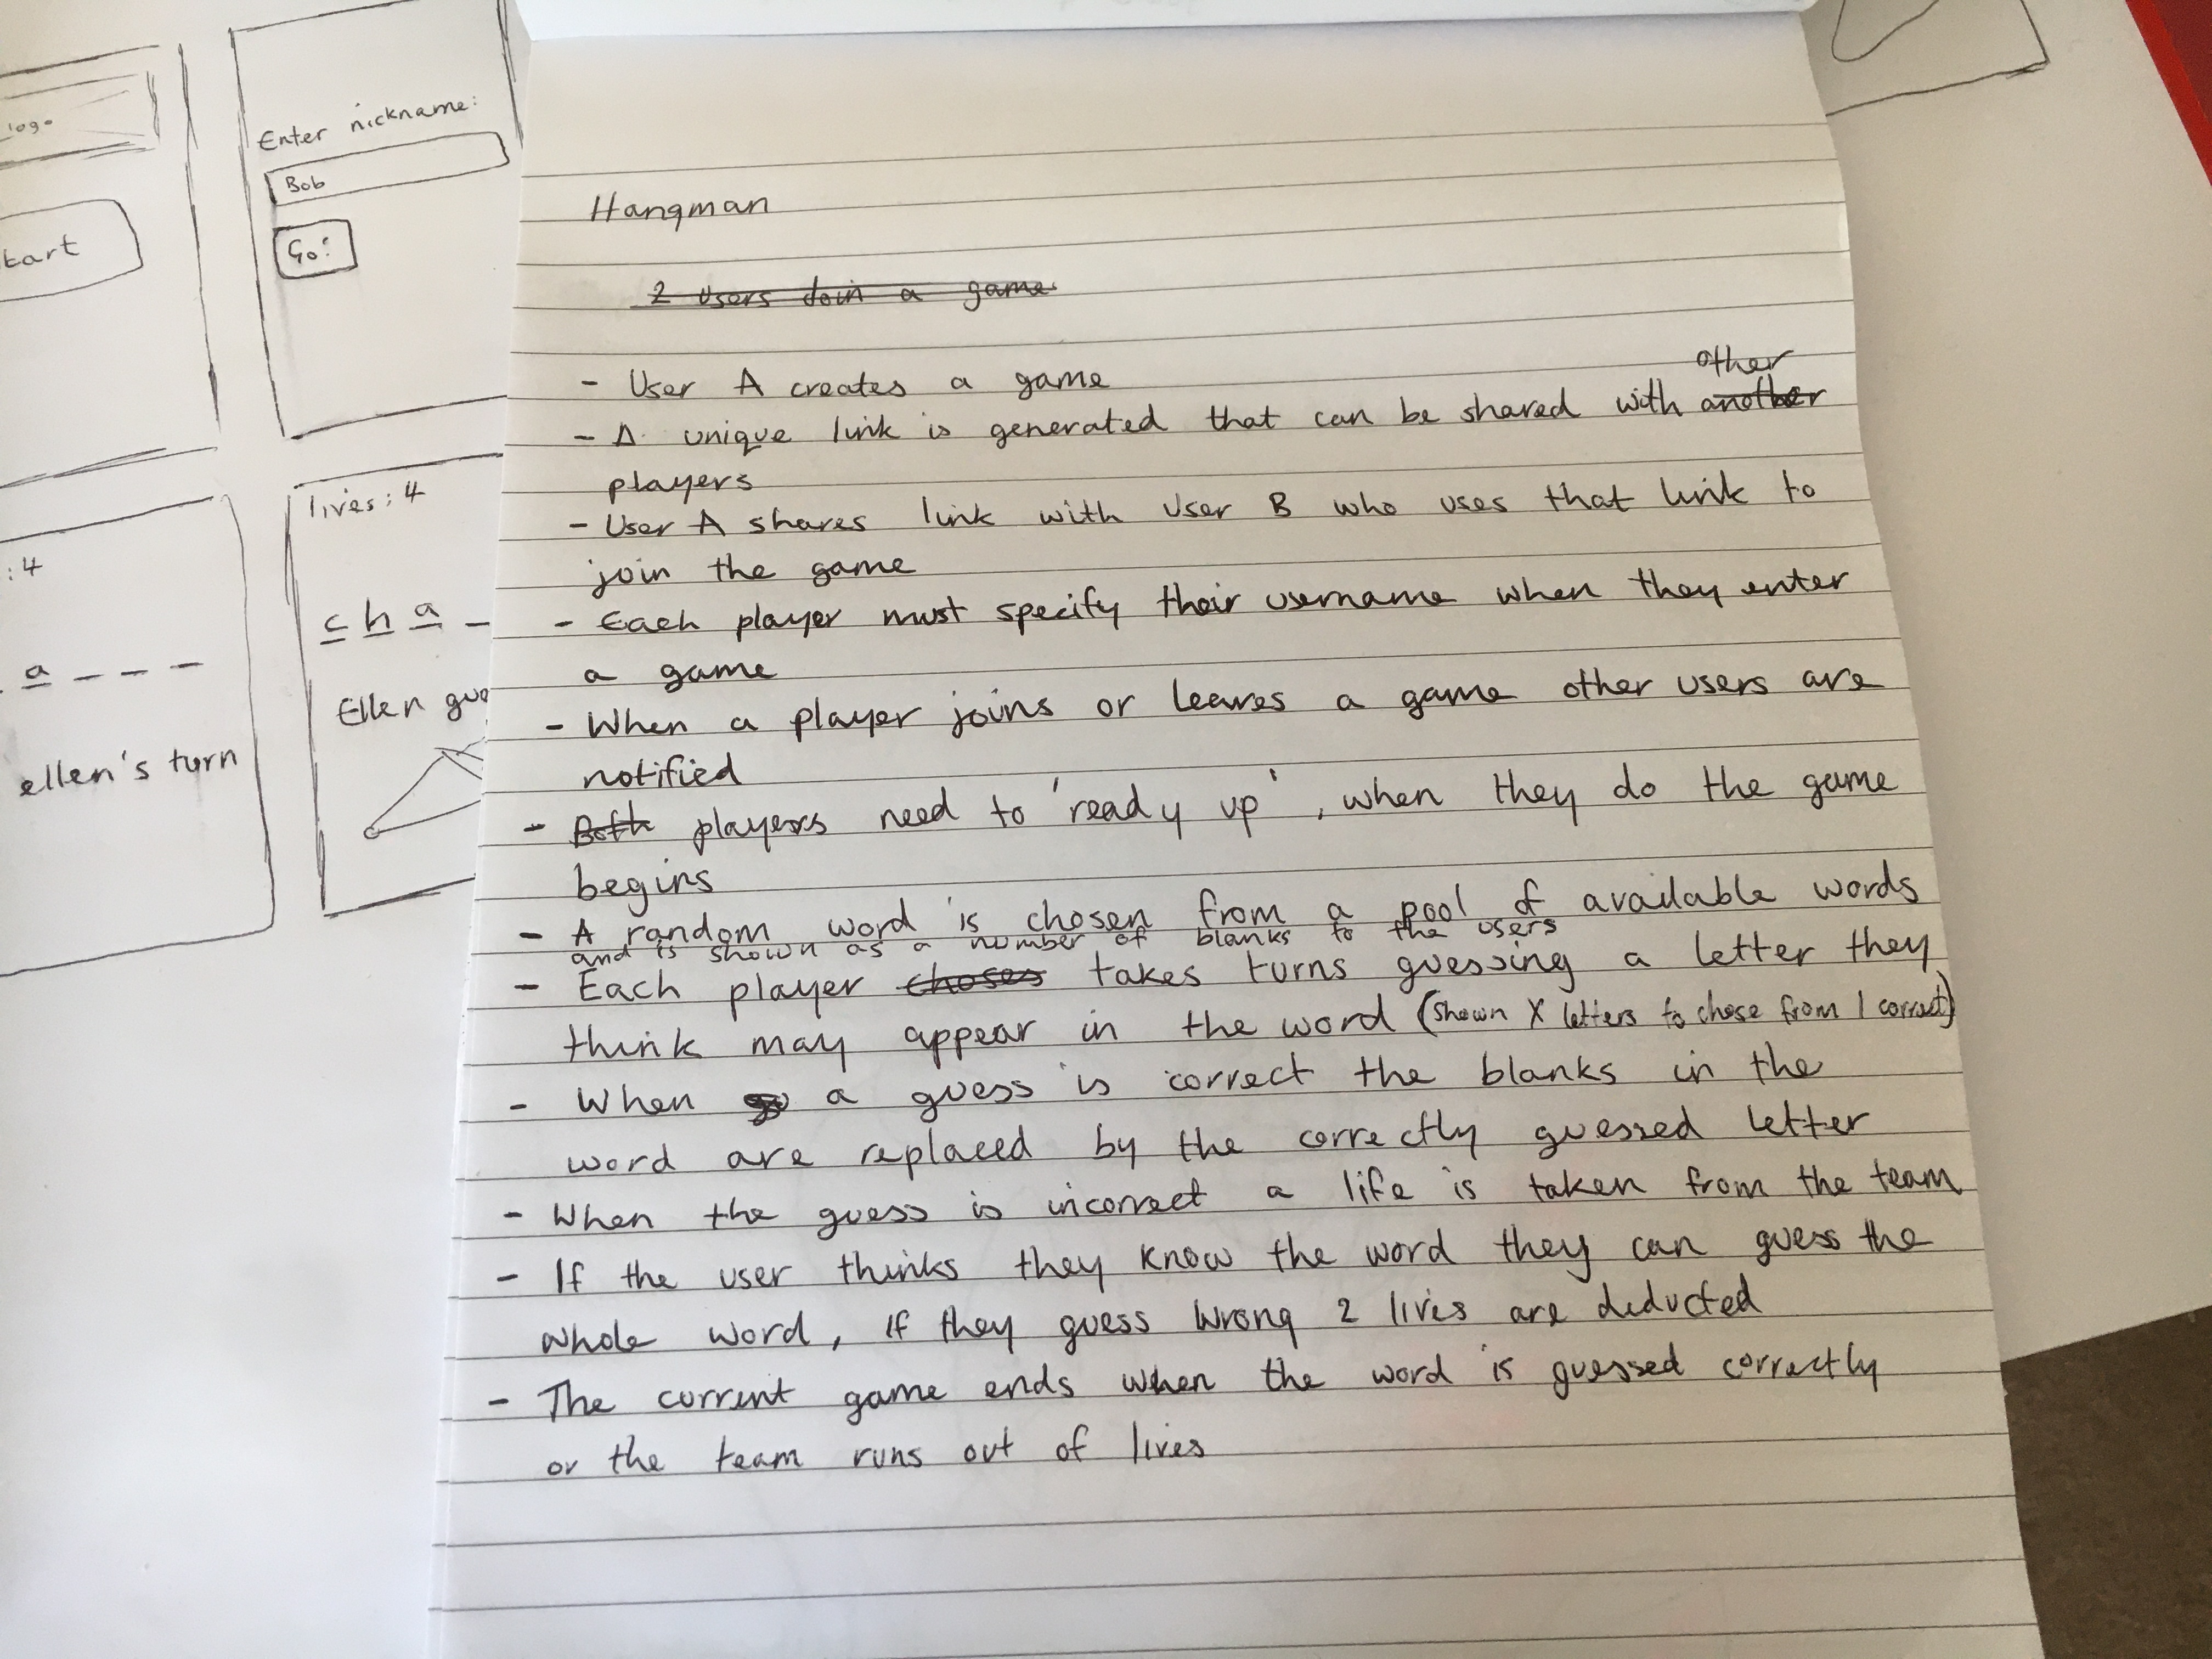 logo
Enter nickname:
Bob
Go!
:4
a - - -
ellen's turn
lives: 4
c h a -
Ellen
Hangman
2 users join a game
- User A creates a game
other
- A unique link is generated that can be shared with another
players
- User A shares link with user B who uses that link to
join the game
- Each player must specify their username when they enter
a game
- When a player joins or leaves a game other users are
notified
- Both players need to 'ready up', when they do the game
begins
- A random word is chosen from a pool of available words
and is shown as a number of blanks to the users
- Each player choses takes turns guessing a letter they
think may appear in the word (shown X letters to chose from 1 correct)
- When a guess is correct the blanks in the
word are replaced by the correctly guessed letter
- When the guess is incorrect a life is taken from the team
- If the user thinks they know the word they can guess the
whole word, if they guess wrong 2 lives are deducted
- The current game ends when the word is guessed correctly
or the team runs out of lives